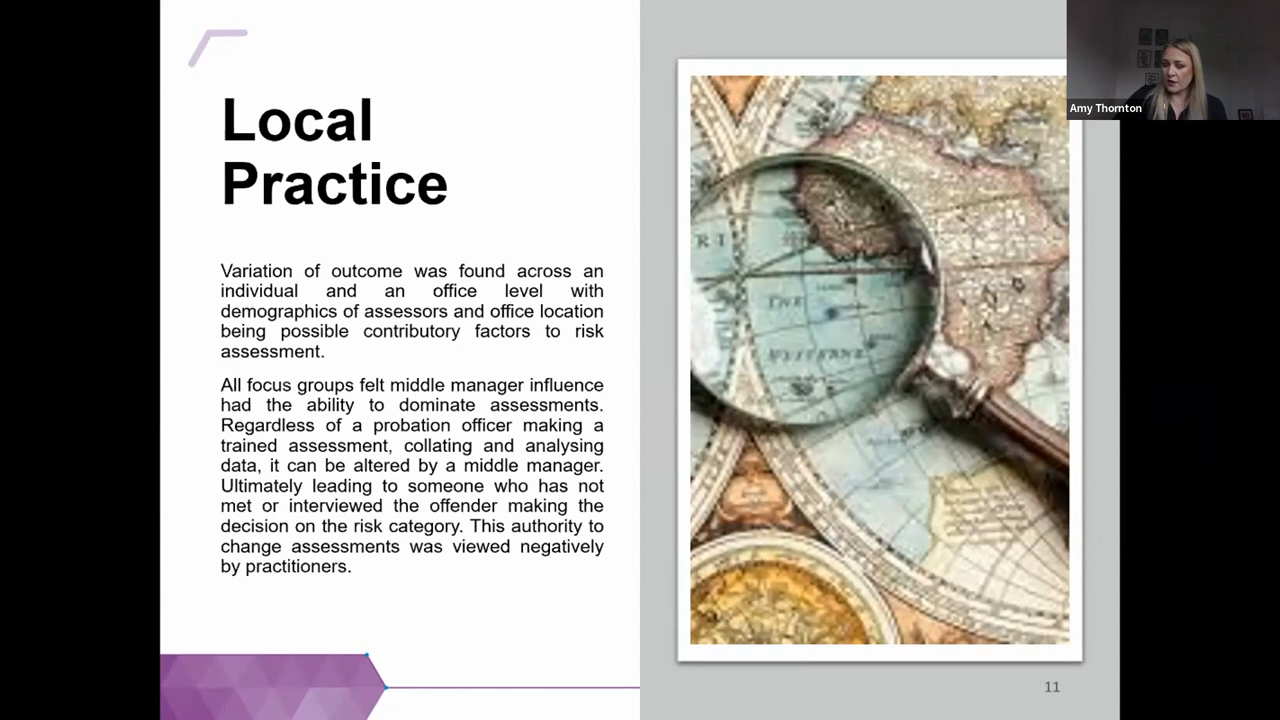 Local
Practice
Variation of outcome was found across an
individual and an office level with
demographics of assessors and office location
being possible contributory factors to risk
assessment.
All focus groups felt middle manager influence
had the ability to dominate assessments.
Regardless of a probation officer making a
trained assessment, collating and analysing
data, it can be altered by a middle manager.
Ultimately leading to someone who has not
met or interviewed the offender making the
decision on the risk category. This authority to
change assessments was viewed negatively
by practitioners.
Amy Thornton
R I
THE
WESTERNE
11